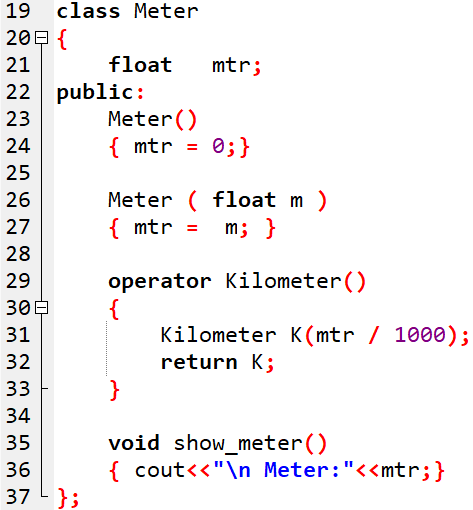 19 class Meter
20 {
21     float   mtr;
22 public:
23     Meter()
24     { mtr = 0;}
25
26     Meter ( float m )
27     { mtr =  m; }
28
29     operator Kilometer()
30     {
31         Kilometer K(mtr / 1000);
32         return K;
33     }
34
35     void show_meter()
36     { cout<<"\n Meter:"<<mtr;}
37 };